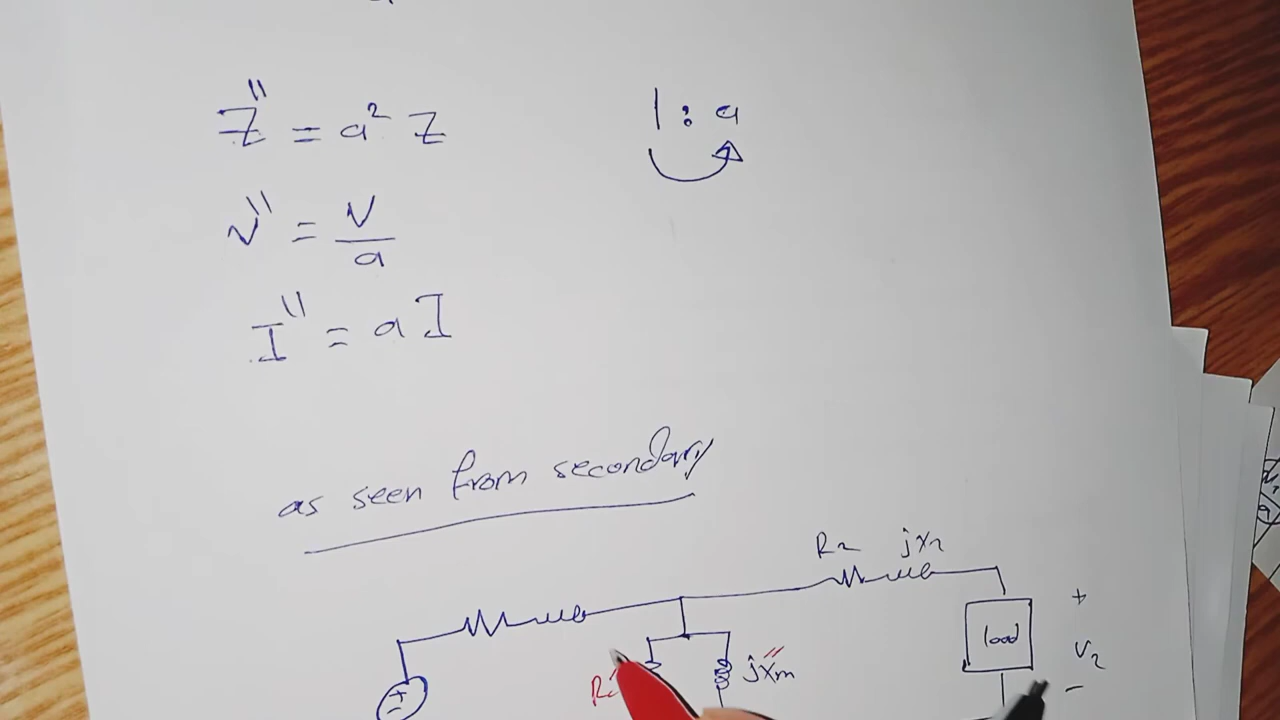 Z'' = a² Z
1 : a
V'' = V / a
I'' = a I
as seen from secondary
R₂ jx₂
+
load
V₂
jx''m
+
-
-